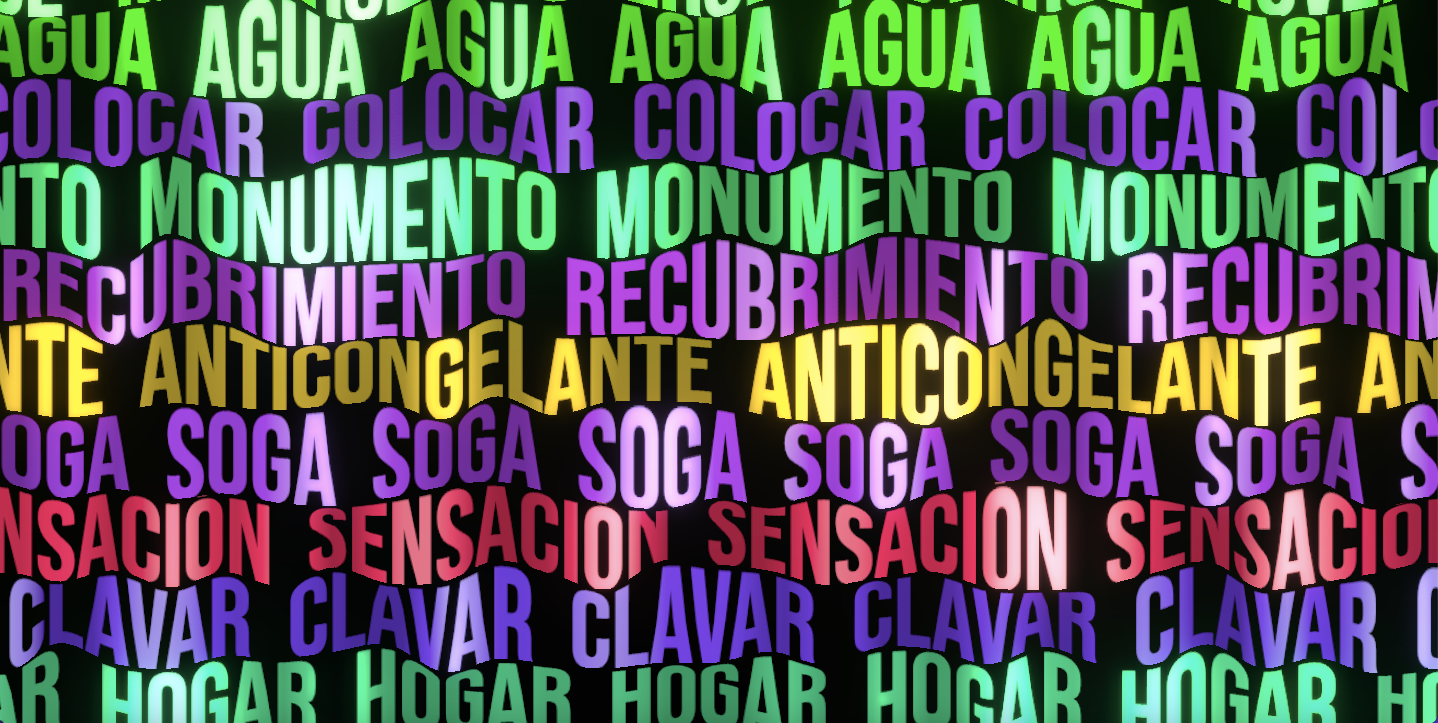 AGUA AGUA AGUA AGUA AGUA AGUA AGUA
COLOCAR COLOCAR COLOCAR COLOCAR COLO
NTO MONUMENTO MONUMENTO MONUMENTO
RECUBRIMIENTO RECUBRIMIENTO RECUBRIM
NTE ANTICONGELANTE ANTICONGELANTE AN
OGA SOGA SOGA SOGA SOGA SOGA SOGA S
NSACION SENSACION SENSACION SENSACION
CLAVAR CLAVAR CLAVAR CLAVAR CLAVAR C
AR HOGAR HOGAR HOGAR HOGAR HOGAR HO